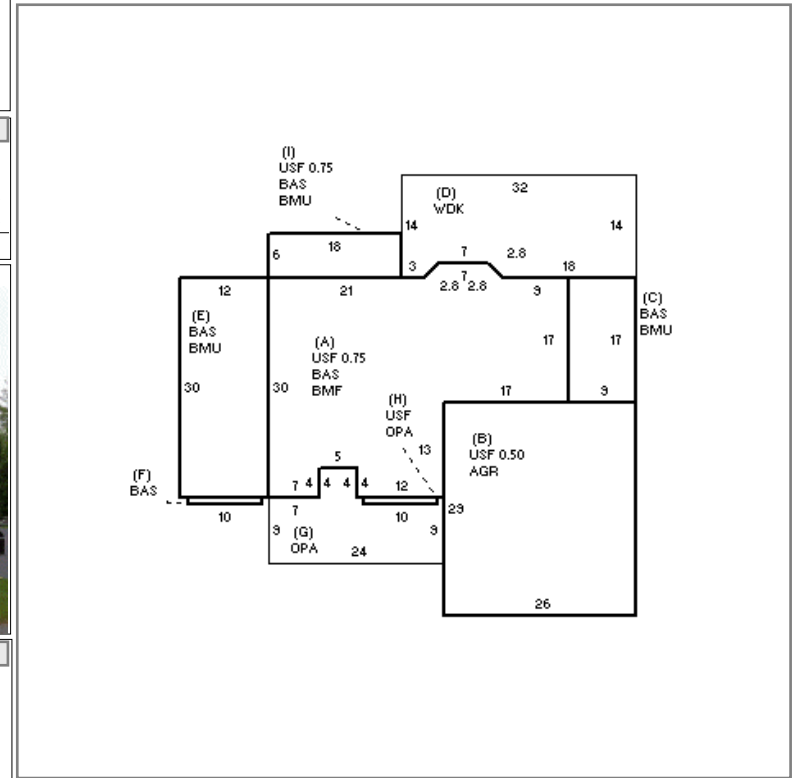 (I)
USF 0.75
BAS
BMU
32
(D)
WDK
14
14
18
6
7
2.8
3
18
7
2.8 2.8
12
21
9
(C)
BAS
BMU
(E)
BAS
BMU
(A)
USF 0.75
BAS
BMF
17
17
30
30
17
9
(H)
USF
OPA
13
(B)
USF 0.50
AGR
5
(F)
BAS
7 4 4 4 4 12
10
7
10
29
9
(G)
OPA
9
24
26